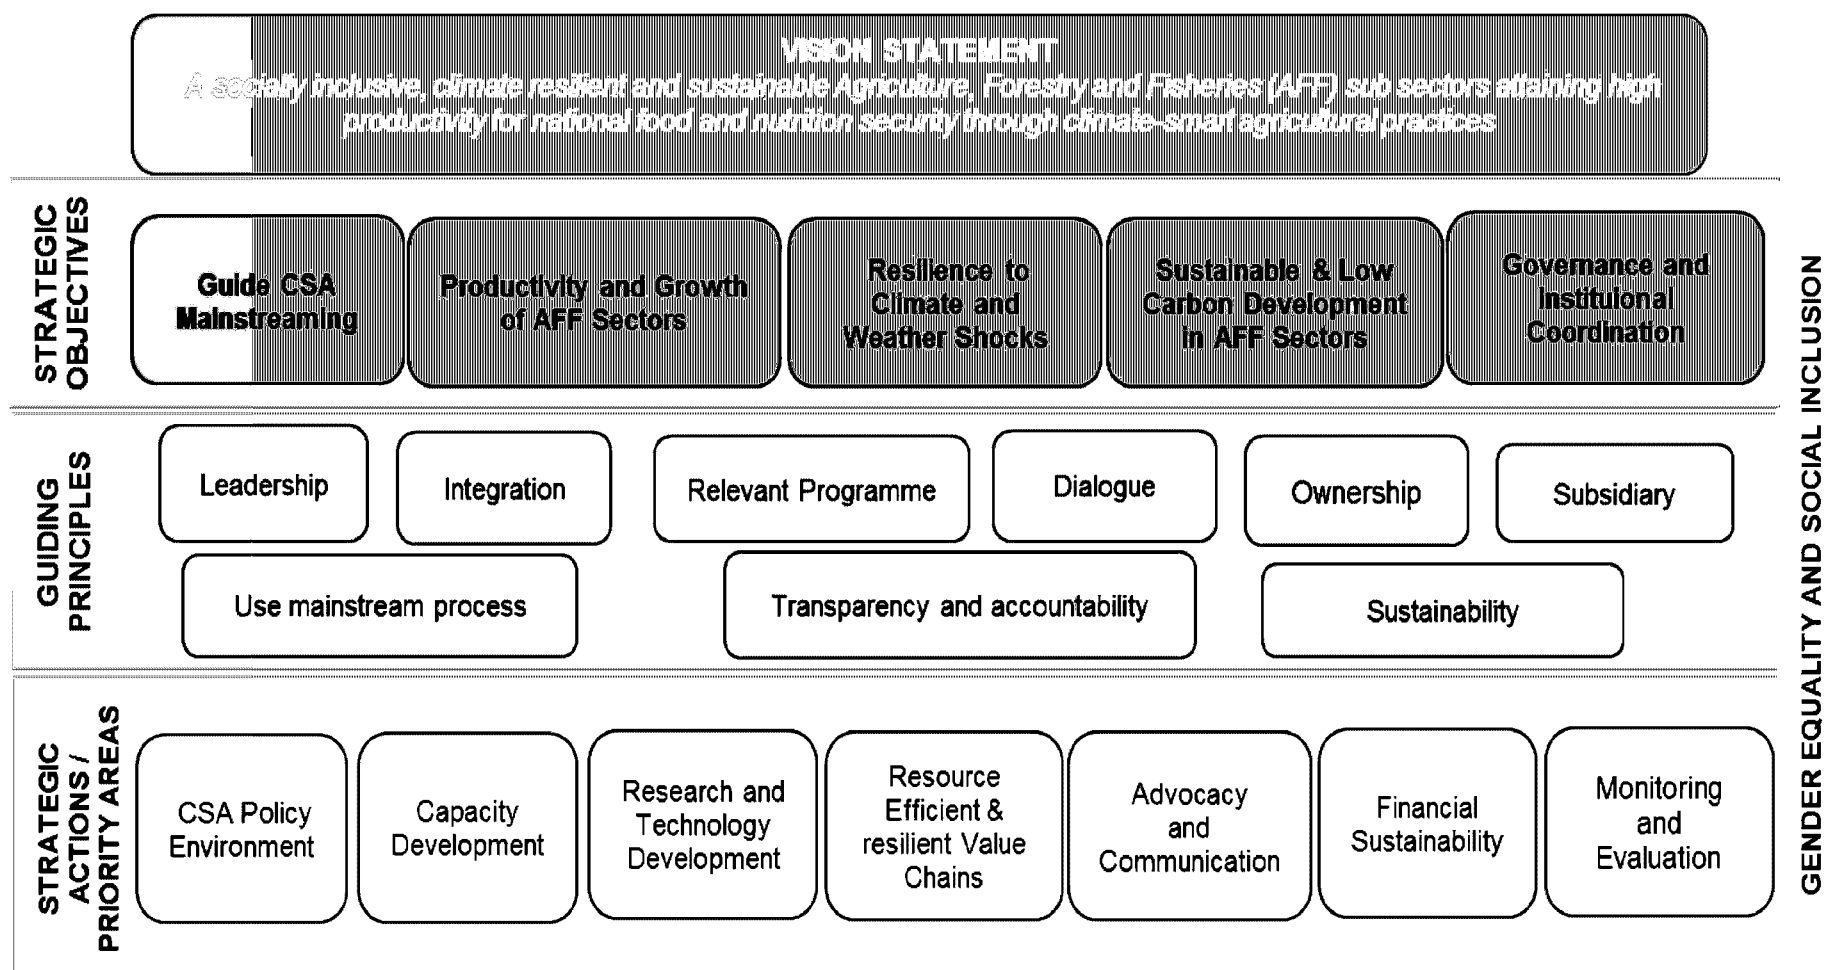 VISION STATEMENT
A socially inclusive, climate resilient and sustainable Agriculture, Forestry and Fisheries (AFF) sub sectors attaining high
productivity for national food and nutrition security through climate-smart agricultural practices
STRATEGIC
OBJECTIVES
Guide CSA
Mainstreaming
Productivity and Growth
of AFF Sectors
Resilience to
Climate and
Weather Shocks
Sustainable & Low
Carbon Development
in AFF Sectors
Governance and
Instituional
Coordination
GUIDING
PRINCIPLES
Leadership
Integration
Relevant Programme
Dialogue
Ownership
Subsidiary
Use mainstream process
Transparency and accountability
Sustainability
STRATEGIC
ACTIONS /
PRIORITY AREAS
CSA Policy
Environment
Capacity
Development
Research and
Technology
Development
Resource
Efficient &
resilient Value
Chains
Advocacy
and
Communication
Financial
Sustainability
Monitoring
and
Evaluation
GENDER EQUALITY AND SOCIAL INCLUSION